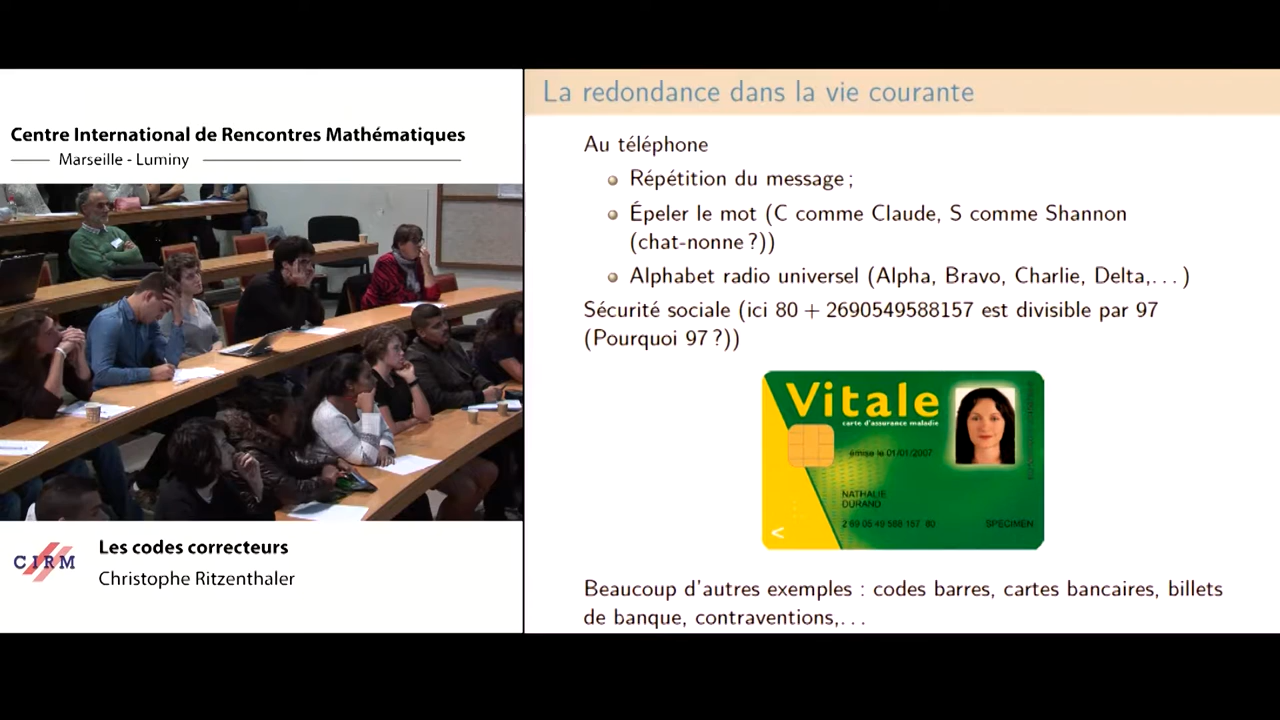 Centre International de Rencontres Mathématiques
Marseille - Luminy
CIRM
Les codes correcteurs
Christophe Ritzenthaler
La redondance dans la vie courante
Au téléphone
Répétition du message ;
Épeler le mot (C comme Claude, S comme Shannon
(chat-nonne ?))
Alphabet radio universel (Alpha, Bravo, Charlie, Delta,. . . )
Sécurité sociale (ici 80 + 2690549588157 est divisible par 97
(Pourquoi 97 ?))
Vitale
carte d'assurance maladie
émise le 01/01/2007
NATHALIE
DURAND
2 69 05 49 588 157 80
SPECIMEN
Beaucoup d'autres exemples : codes barres, cartes bancaires, billets
de banque, contraventions,. . .